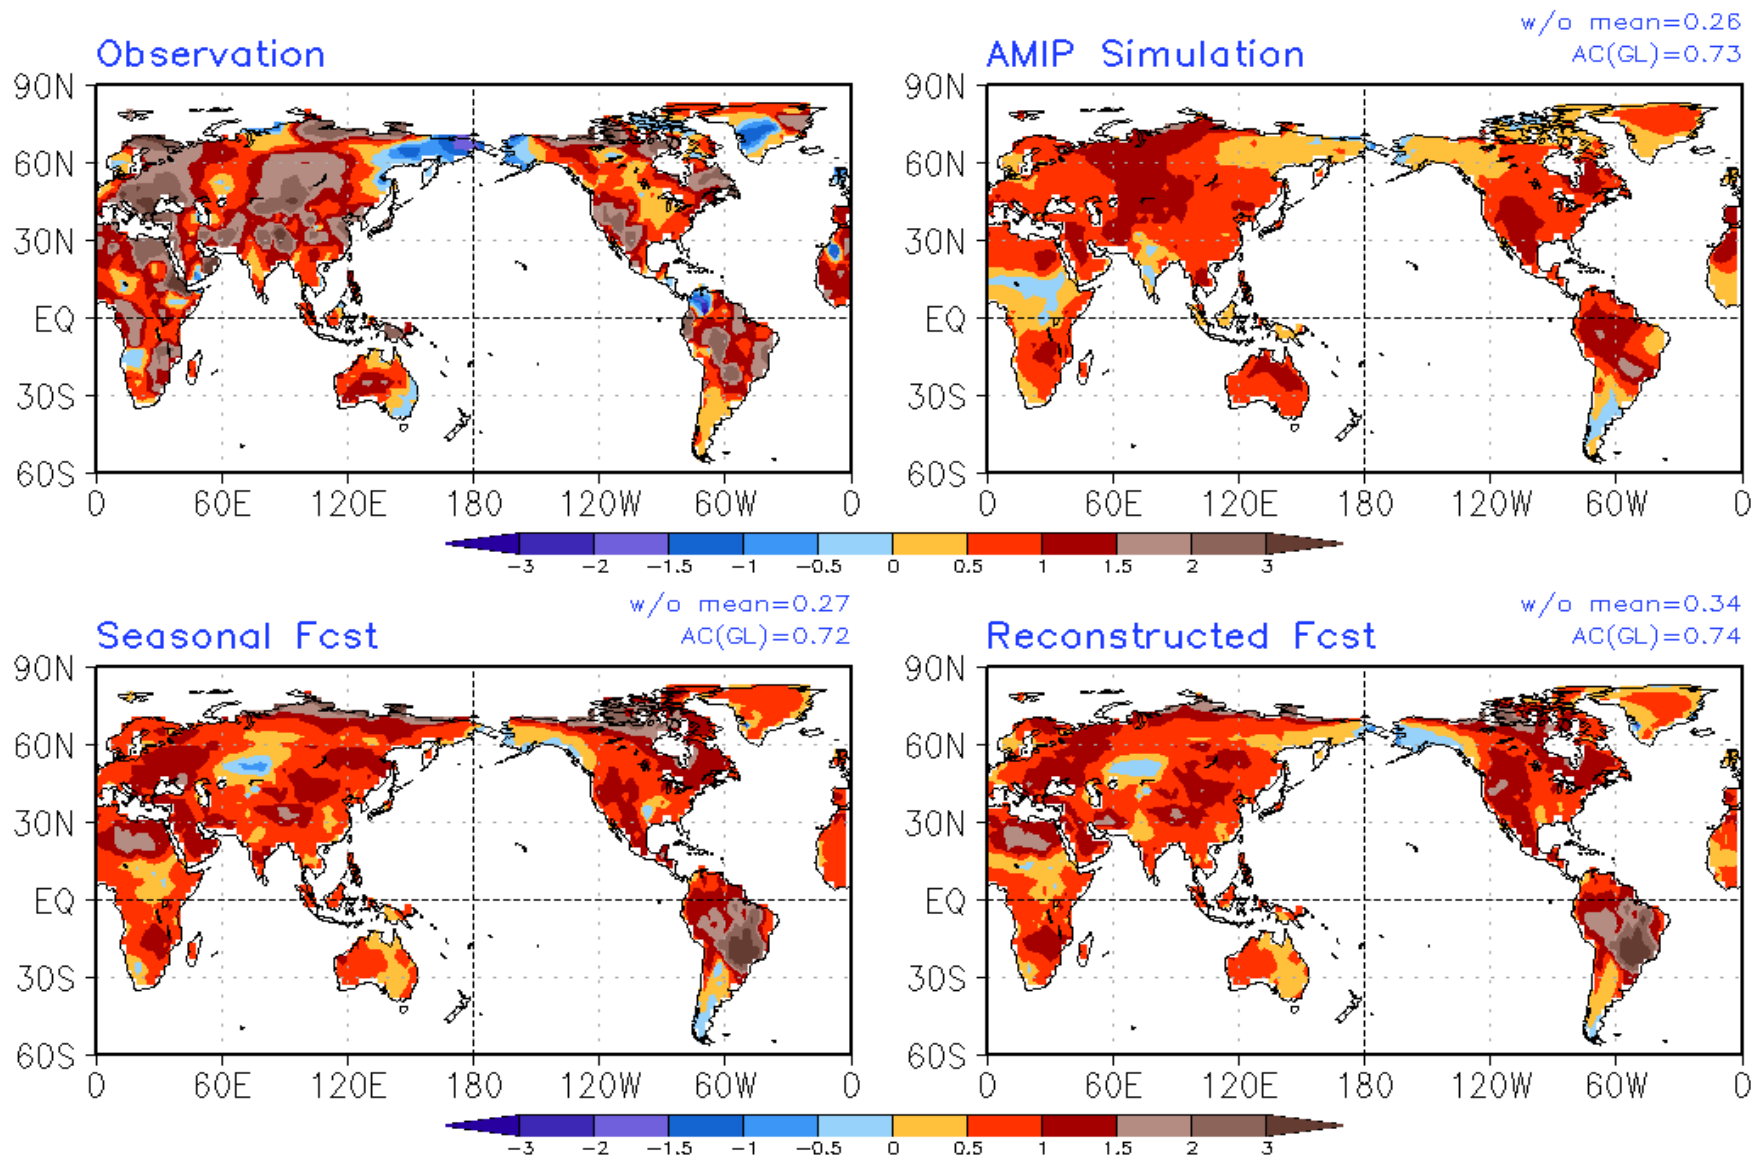 Observation
w/o mean=0.26
AMIP Simulation
AC(GL)=0.73
90N
60N
30N
EQ
30S
60S
0 60E 120E 180 120W 60W 0
90N
60N
30N
EQ
30S
60S
0 60E 120E 180 120W 60W 0
-3 -2 -1.5 -1 -0.5 0 0.5 1 1.5 2 3
w/o mean=0.27
Seasonal Fcst
AC(GL)=0.72
w/o mean=0.34
Reconstructed Fcst
AC(GL)=0.74
90N
60N
30N
EQ
30S
60S
0 60E 120E 180 120W 60W 0
90N
60N
30N
EQ
30S
60S
0 60E 120E 180 120W 60W 0
-3 -2 -1.5 -1 -0.5 0 0.5 1 1.5 2 3